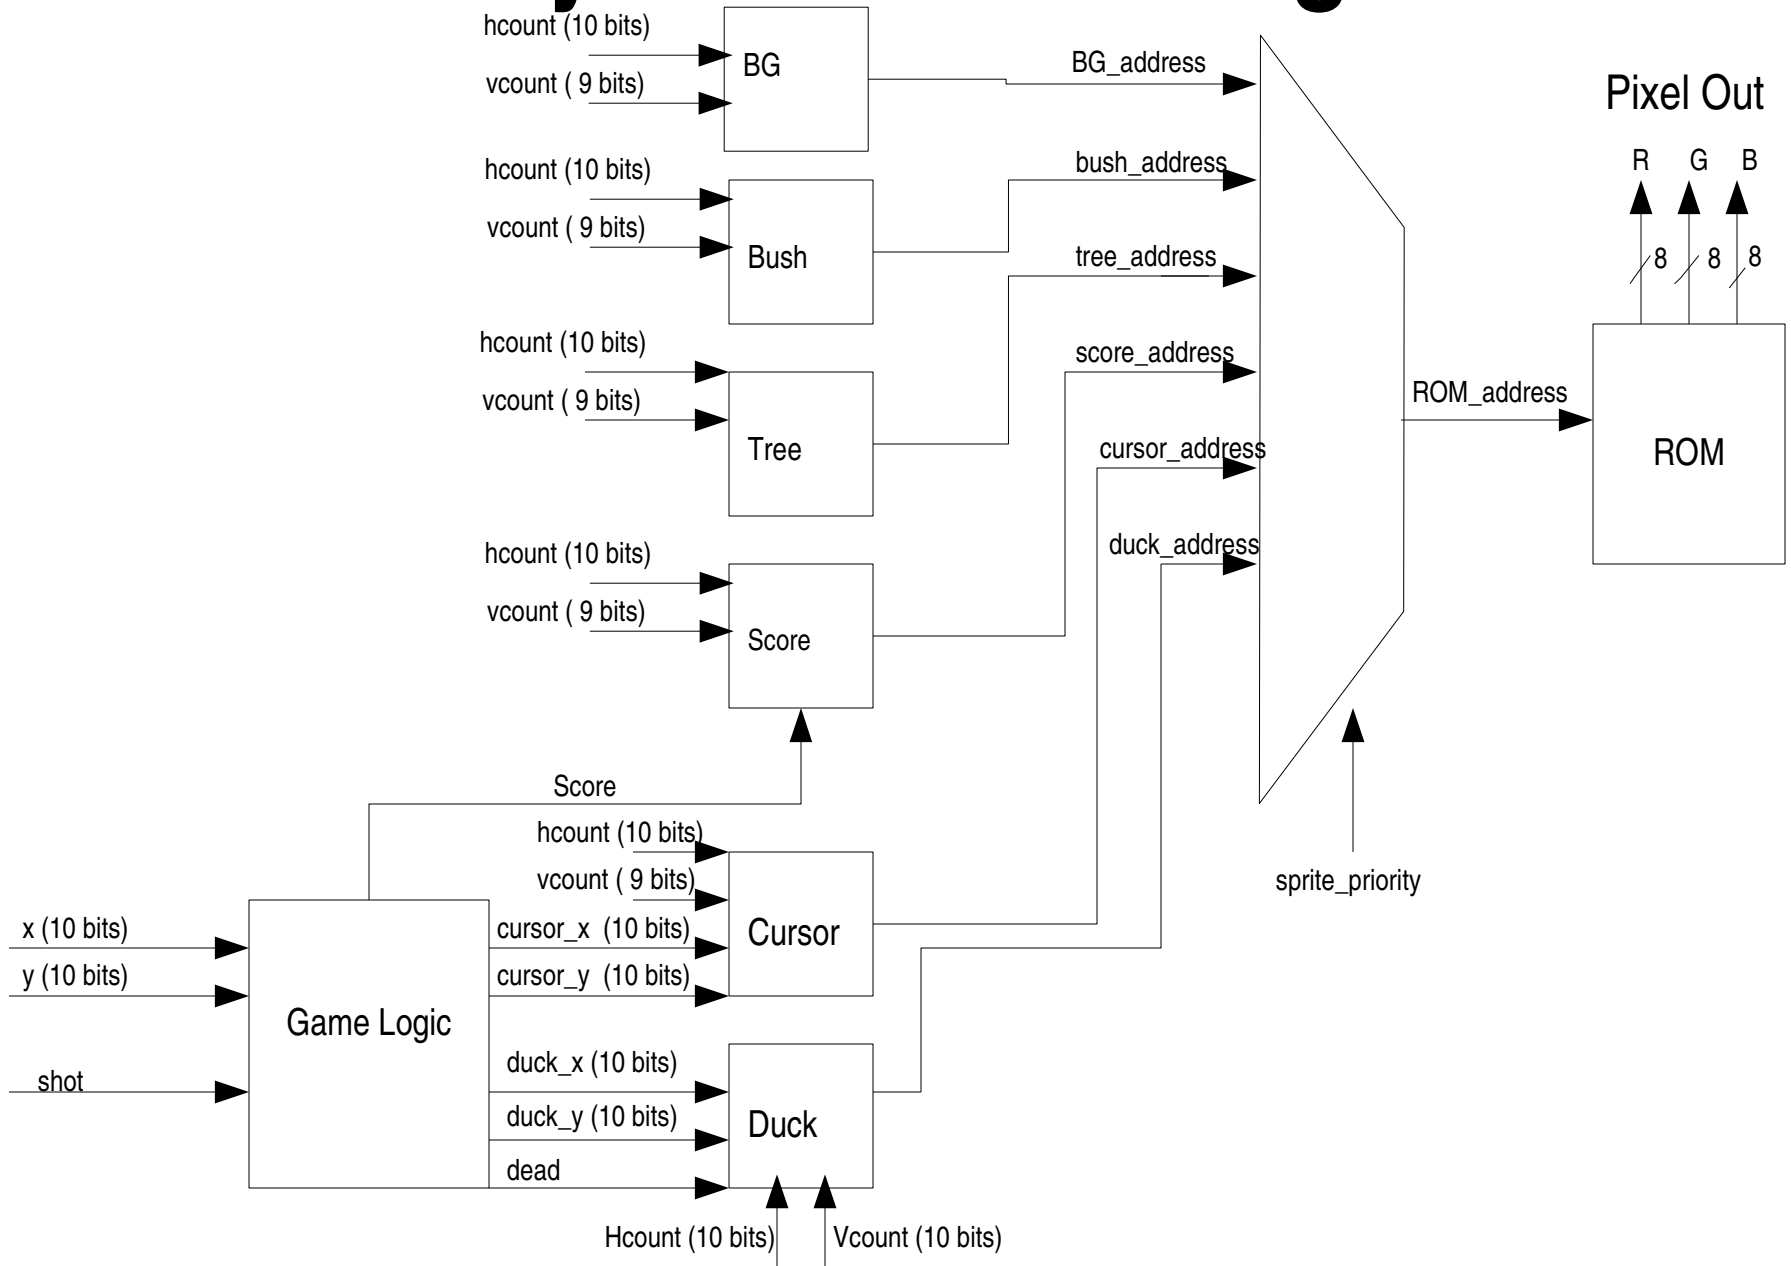 hcount (10 bits)
vcount ( 9 bits)
BG
BG_address
Pixel Out
R G B
8 8 8
hcount (10 bits)
vcount ( 9 bits)
Bush
bush_address
tree_address
hcount (10 bits)
vcount ( 9 bits)
Tree
score_address
ROM_address
ROM
cursor_address
duck_address
hcount (10 bits)
vcount ( 9 bits)
Score
Score
hcount (10 bits)
vcount ( 9 bits)
cursor_x (10 bits)
cursor_y (10 bits)
Cursor
sprite_priority
x (10 bits)
y (10 bits)
shot
Game Logic
duck_x (10 bits)
duck_y (10 bits)
dead
Duck
Hcount (10 bits)
Vcount (10 bits)